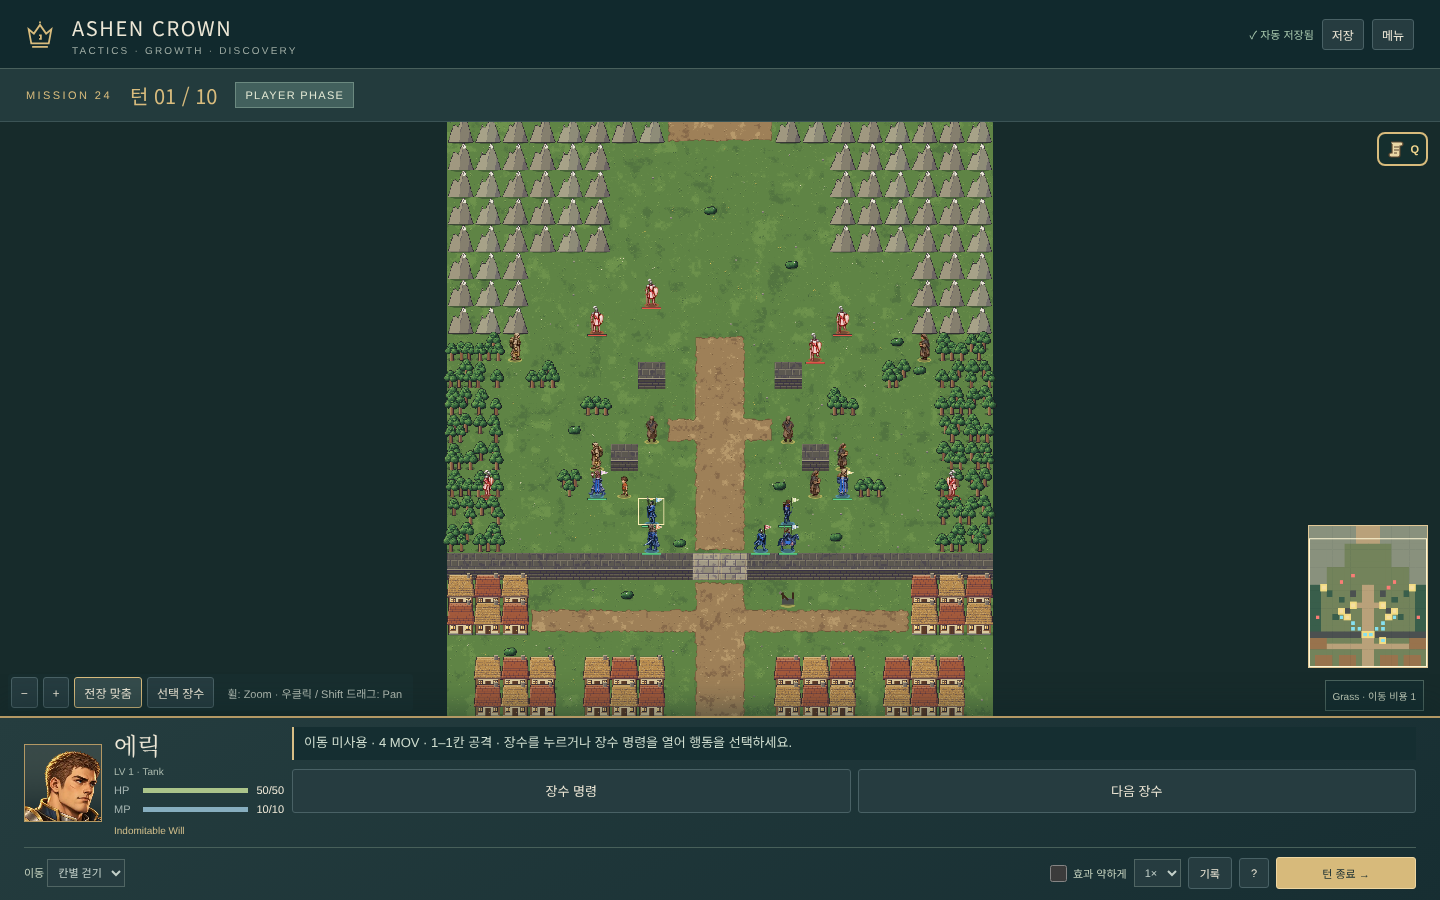 ASHEN CROWN
TACTICS · GROWTH · DISCOVERY
✓ 자동 저장됨
저장
메뉴
MISSION 24
턴 01 / 10
PLAYER PHASE
Q
−
+
전장 맞춤
선택 장수
휠: Zoom · 우클릭 / Shift 드래그: Pan
Grass · 이동 비용 1
에릭
LV 1 · Tank
HP 50/50
MP 10/10
Indomitable Will
이동 미사용 · 4 MOV · 1–1칸 공격 · 장수를 누르거나 장수 명령을 열어 행동을 선택하세요.
장수 명령
다음 장수
이동
칸별 걷기
효과 약하게
1×
기록
?
턴 종료 →